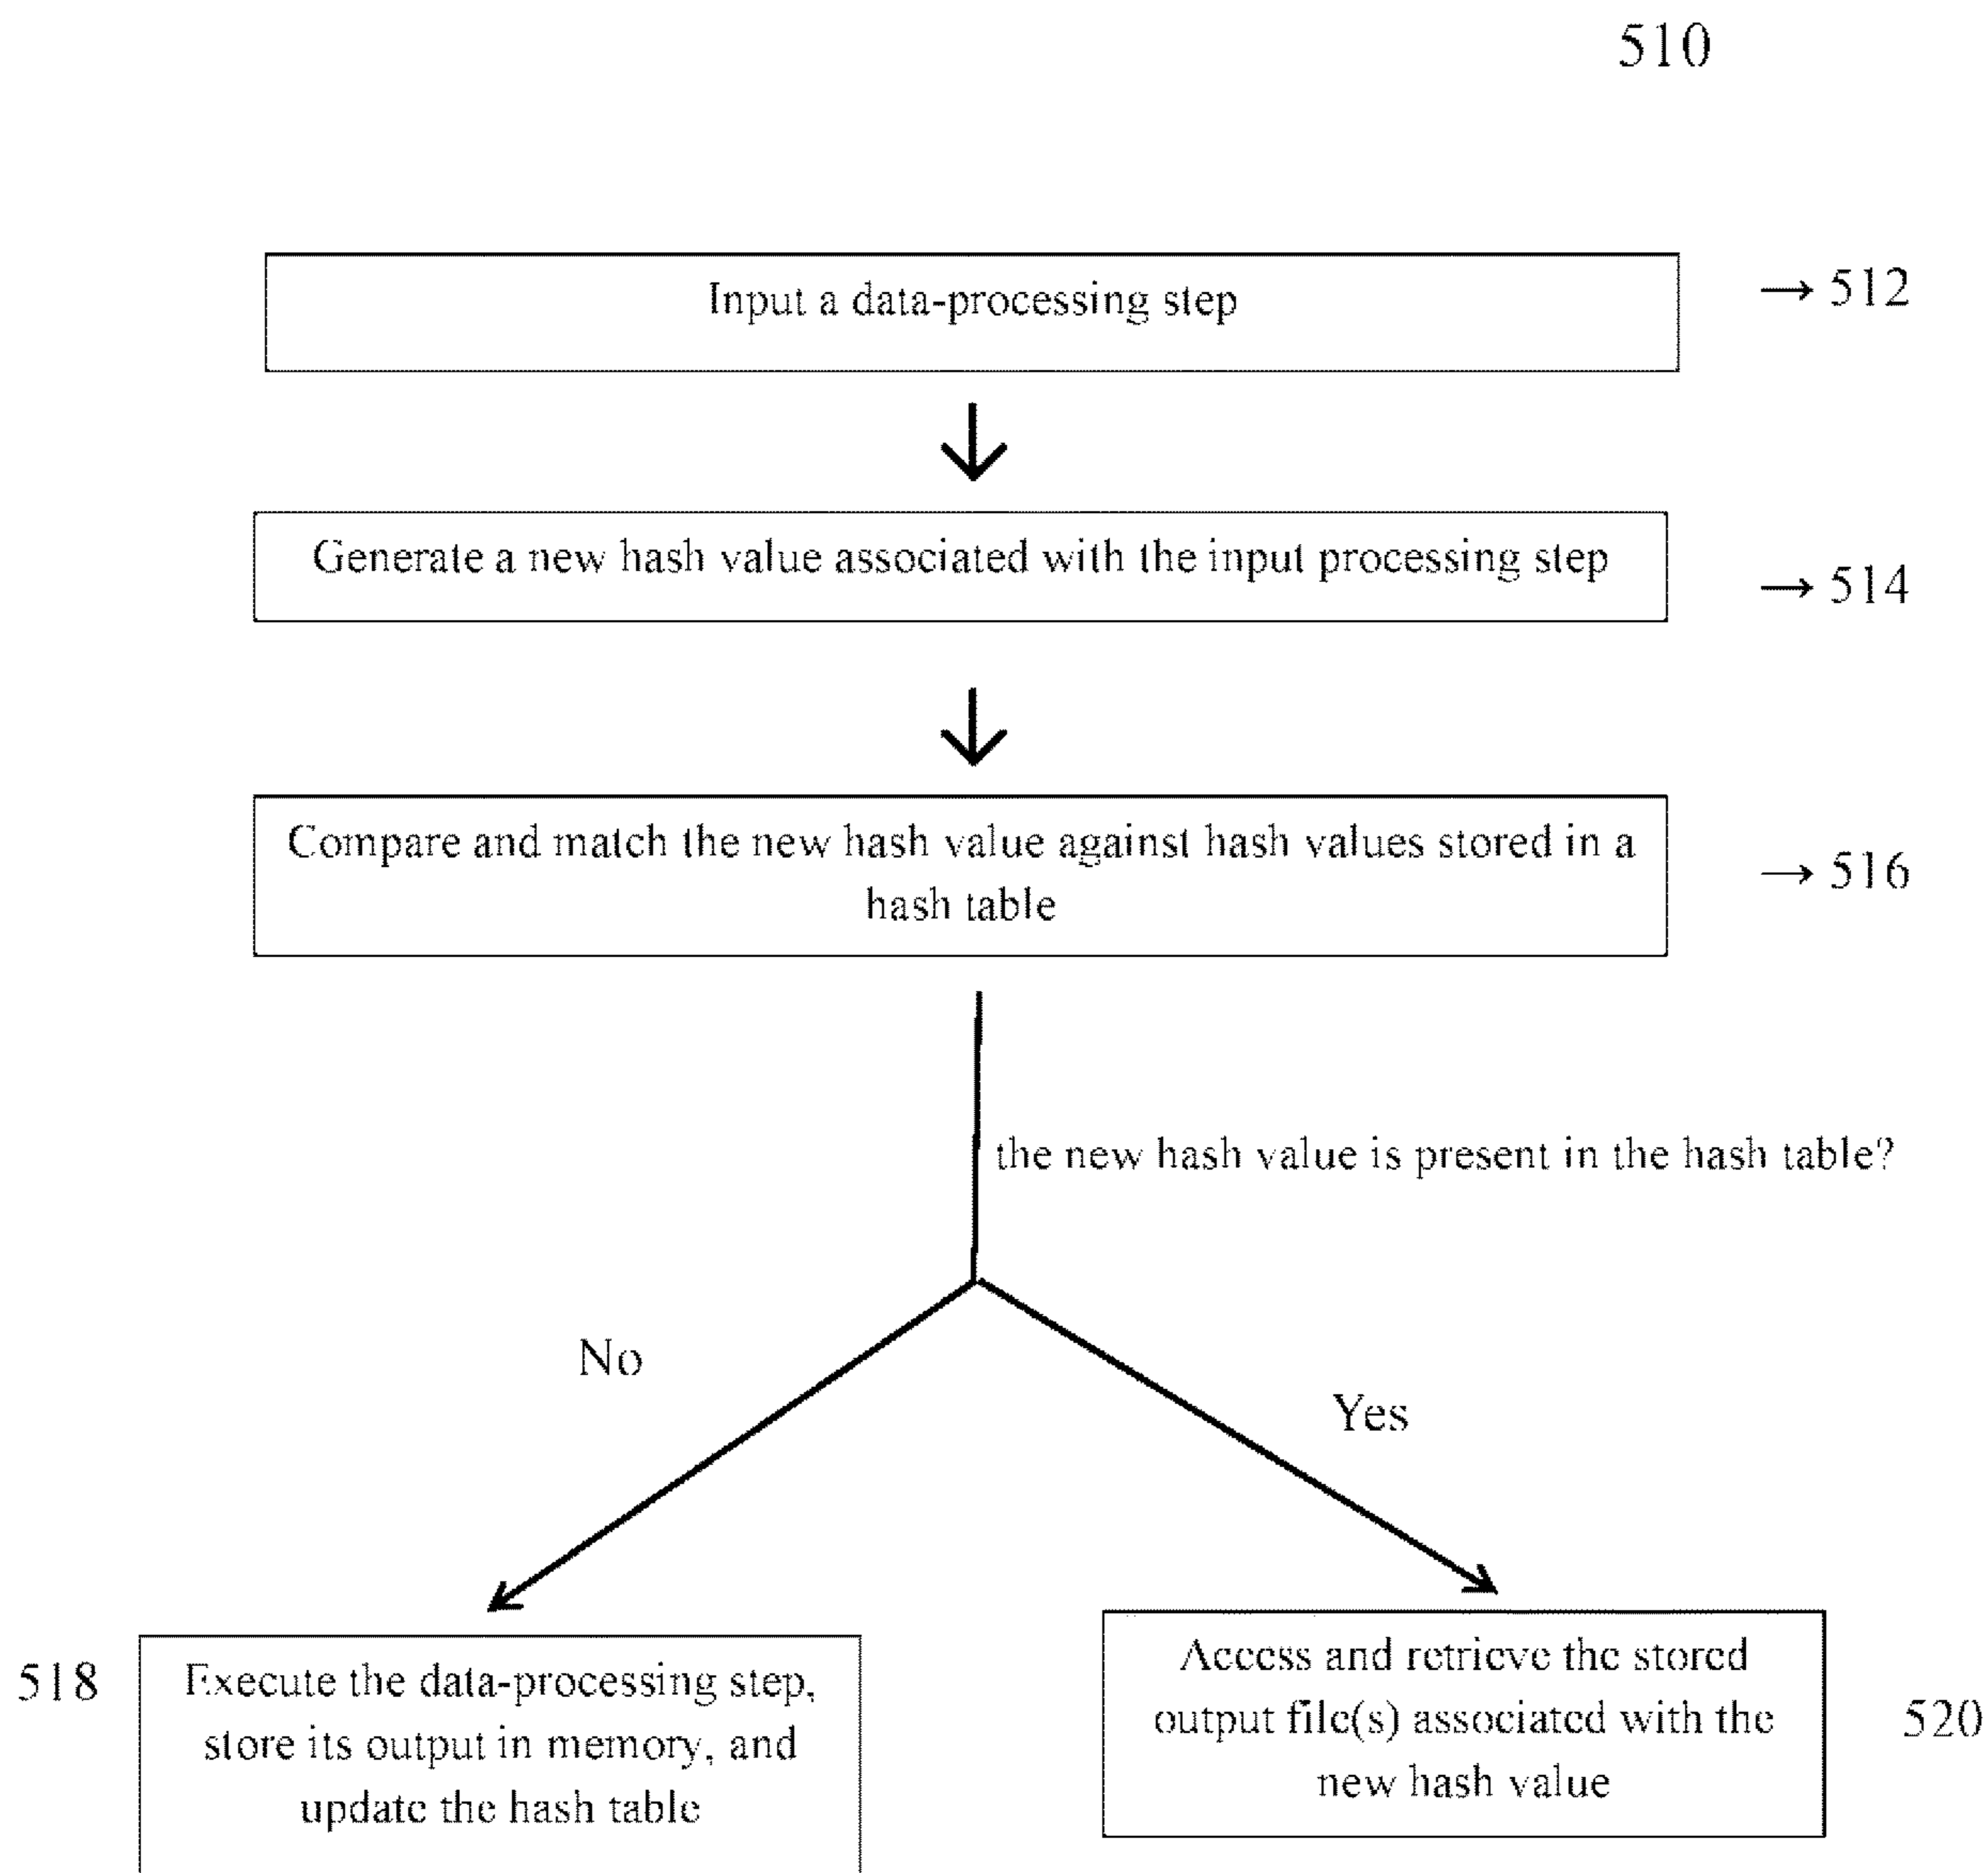 510
Input a data-processing step
→ 512
Generate a new hash value associated with the input processing step
→ 514
Compare and match the new hash value against hash values stored in a
hash table
→ 516
the new hash value is present in the hash table?
No
Yes
518
Execute the data-processing step,
store its output in memory, and
update the hash table
Access and retrieve the stored
output file(s) associated with the
new hash value
520